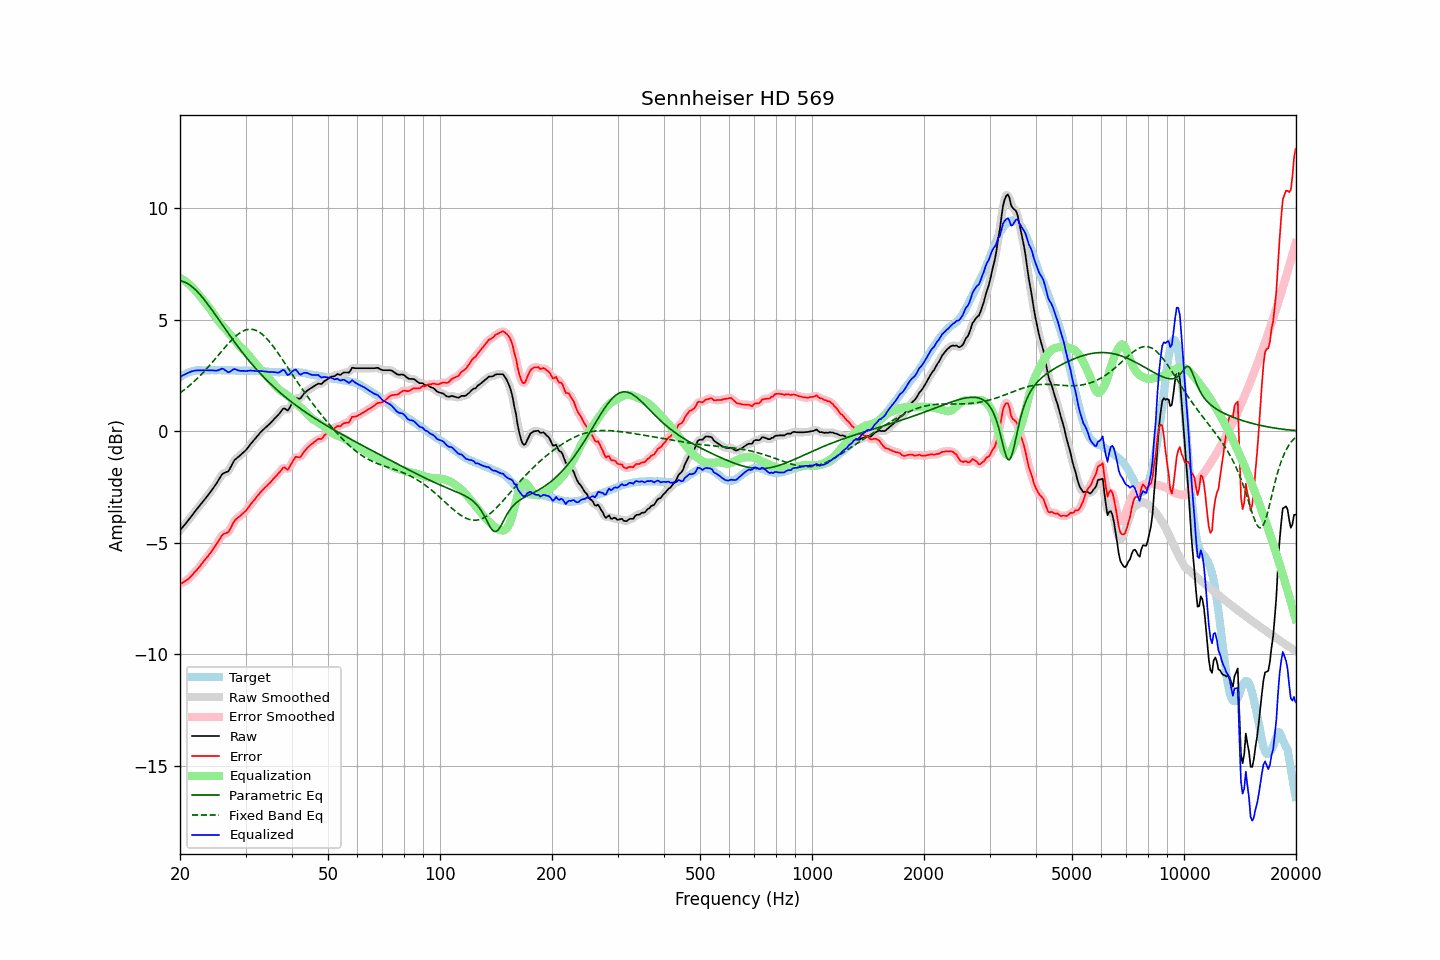 Sennheiser HD 569
Amplitude (dBr)
10
5
0
−5
−10
−15
Target
Raw Smoothed
Error Smoothed
Raw
Error
Equalization
Parametric Eq
Fixed Band Eq
Equalized
20 50 100 200 500 1000 2000 5000 10000 20000
Frequency (Hz)